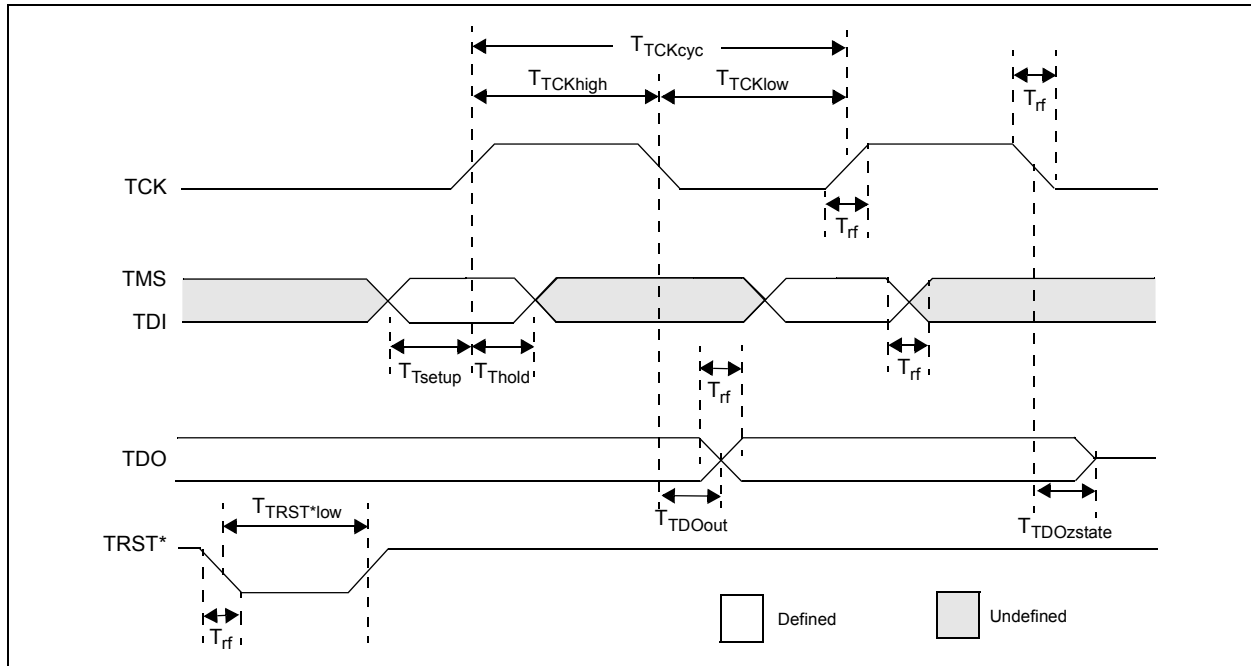 TTCKcyc
TTCKhigh
TTCKlow
Trf
TCK
Trf
TMS
TDI
TTsetup
TThold
Trf
Trf
TDO
TTDOout
TTDOzstate
TTRST*low
TRST*
Trf
Defined
Undefined